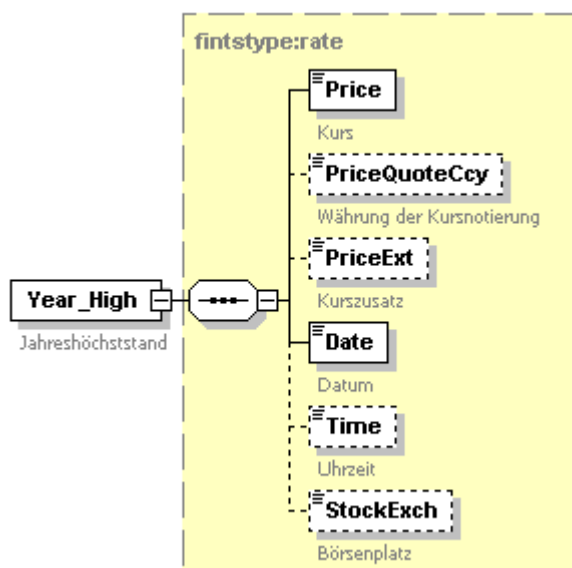 fintstype:rate
Price
Kurs
PriceQuoteCcy
Währung der Kursnotierung
PriceExt
Kurszusatz
Year_High
Jahreshöchststand
Date
Datum
Time
Uhrzeit
StockExch
Börsenplatz